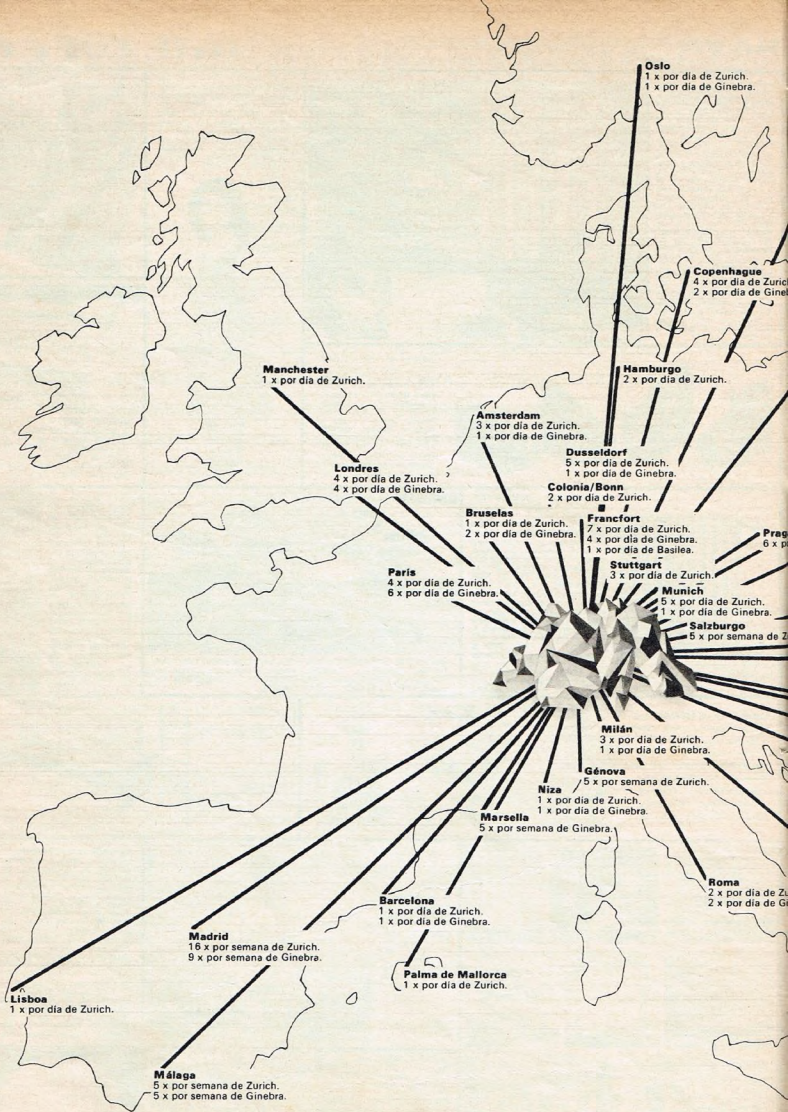 Oslo
1 x por día de Zurich.
1 x por día de Ginebra.
Copenhague
4 x por día de Zuric
2 x por día de Gineb
Manchester
1 x por día de Zurich.
Hamburgo
2 x por día de Zurich.
Amsterdam
3 x por día de Zurich.
1 x por día de Ginebra.
Dusseldorf
5 x por día de Zurich.
1 x por día de Ginebra.
Londres
4 x por día de Zurich.
4 x por día de Ginebra.
Colonia/Bonn
2 x por día de Zurich.
Bruselas
1 x por día de Zurich.
2 x por día de Ginebra.
Francfort
7 x por día de Zurich.
4 x por día de Ginebra.
1 x por día de Basilea.
Prag
6 x p
Stuttgart
3 x por día de Zurich.
París
4 x por día de Zurich.
6 x por día de Ginebra.
Munich
5 x por día de Zurich.
1 x por día de Ginebra.
Salzburgo
5 x por semana de Z
Milán
3 x por día de Zurich.
1 x por día de Ginebra.
Génova
5 x por semana de Zurich.
Niza
1 x por día de Zurich.
1 x por día de Ginebra.
Marsella
5 x por semana de Ginebra.
Roma
2 x por día de Zu
2 x por día de Gi
Barcelona
1 x por día de Zurich.
1 x por día de Ginebra.
Madrid
16 x por semana de Zurich.
9 x por semana de Ginebra.
Palma de Mallorca
1 x por día de Zurich.
Lisboa
1 x por día de Zurich.
Málaga
5 x por semana de Zurich.
5 x por semana de Ginebra.